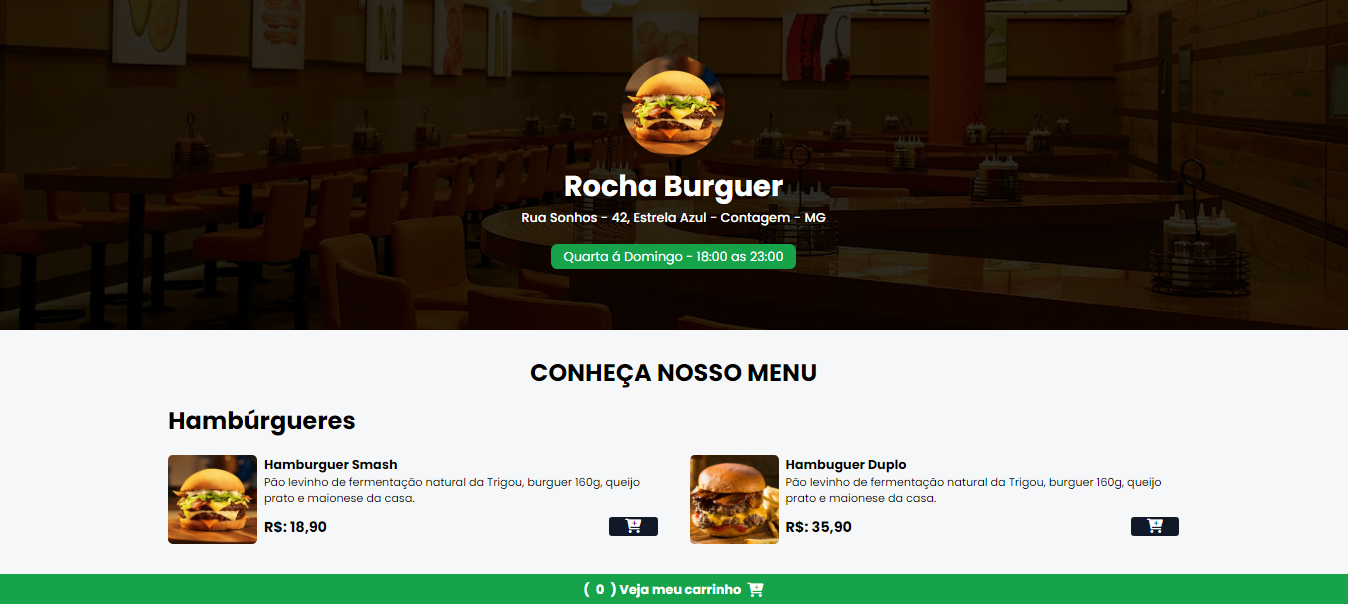 Rocha Burguer
Rua Sonhos - 42, Estrela Azul - Contagem - MG
Quarta á Domingo - 18:00 as 23:00
CONHEÇA NOSSO MENU
Hambúrgueres
Hamburguer Smash
Pão levinho de fermentação natural da Trigou, burguer 160g, queijo
prato e maionese da casa.
R$: 18,90
Hambuguer Duplo
Pão levinho de fermentação natural da Trigou, burguer 160g, queijo
prato e maionese da casa.
R$: 35,90
( 0 ) Veja meu carrinho